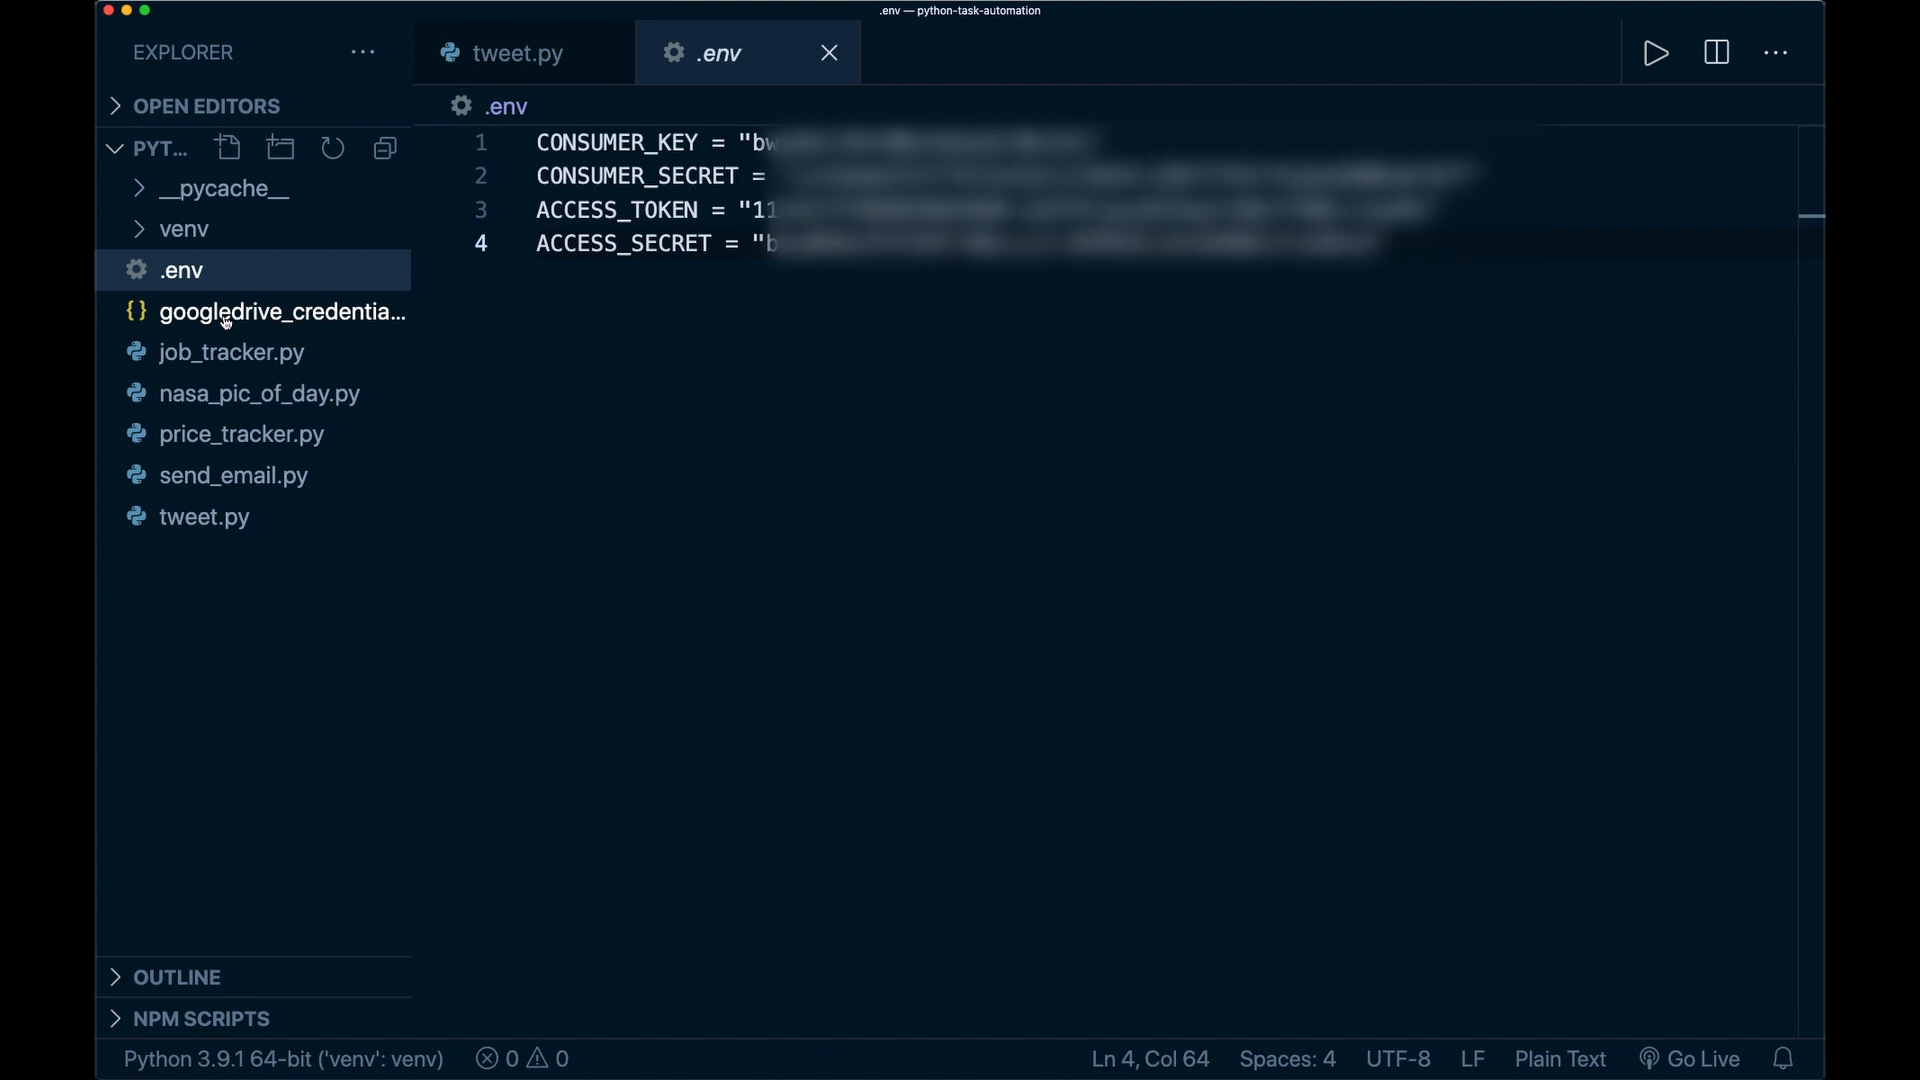 .env — python-task-automation
EXPLORER
tweet.py
.env
OPEN EDITORS
.env
PYT...
__pycache__
venv
.env
googledrive_credentia...
job_tracker.py
nasa_pic_of_day.py
price_tracker.py
send_email.py
tweet.py
1 CONSUMER_KEY = "bw
2 CONSUMER_SECRET =
3 ACCESS_TOKEN = "11
4 ACCESS_SECRET = "b
OUTLINE
NPM SCRIPTS
Python 3.9.1 64-bit ('venv': venv) 0 0 Ln 4, Col 64 Spaces: 4 UTF-8 LF Plain Text Go Live